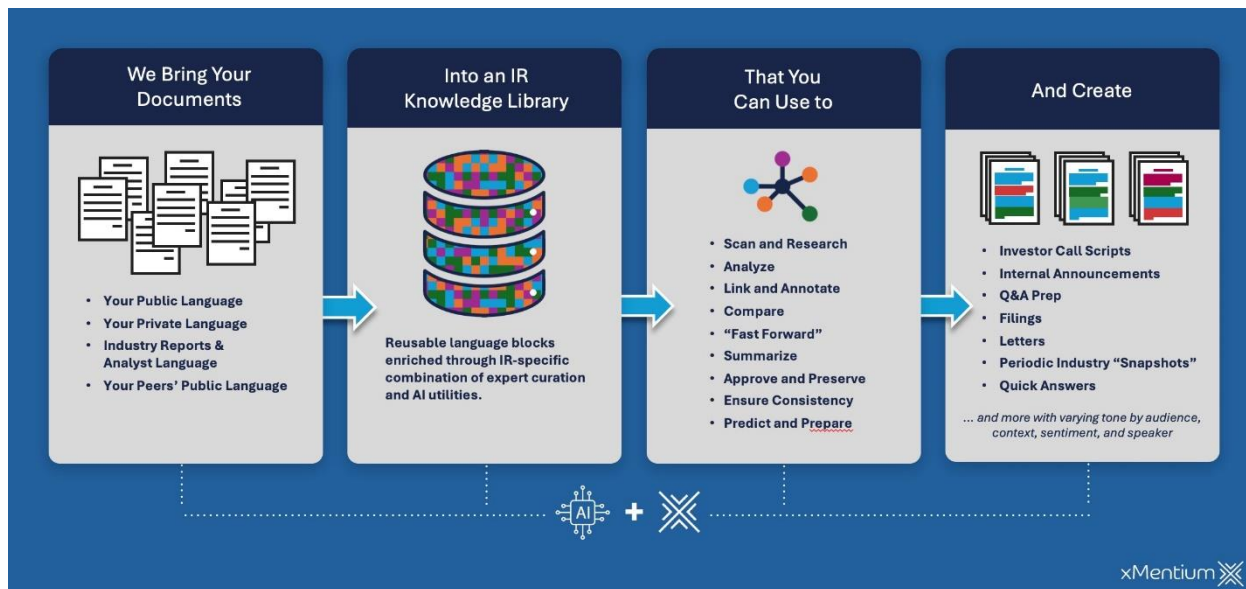 We Bring Your
Documents
• Your Public Language
• Your Private Language
• Industry Reports &
Analyst Language
• Your Peers' Public Language
Into an IR
Knowledge Library
Reusable language blocks
enriched through IR-specific
combination of expert curation
and AI utilities.
That You
Can Use to
• Scan and Research
• Analyze
• Link and Annotate
• Compare
• “Fast Forward”
• Summarize
• Approve and Preserve
• Ensure Consistency
• Predict and Prepare
And Create
• Investor Call Scripts
• Internal Announcements
• Q&A Prep
• Filings
• Letters
• Periodic Industry “Snapshots”
• Quick Answers
... and more with varying tone by audience,
context, sentiment, and speaker
AI +
xMentium